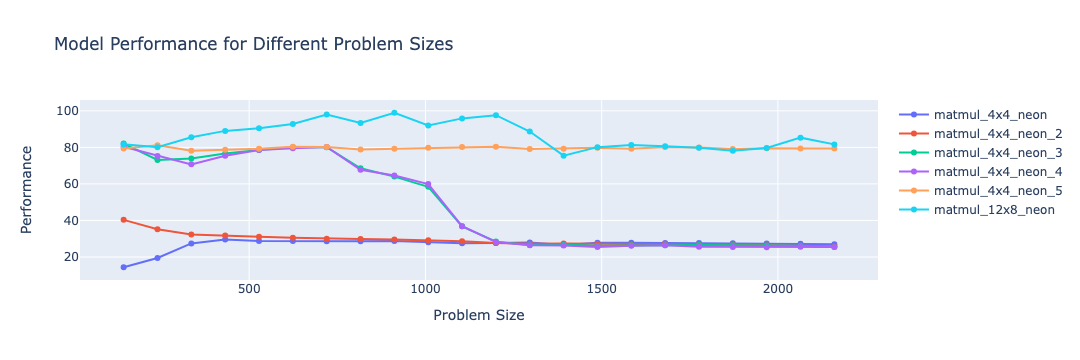 Model Performance for Different Problem Sizes
Performance
100
80
60
40
20
500
1000
1500
2000
Problem Size
matmul_4x4_neon
matmul_4x4_neon_2
matmul_4x4_neon_3
matmul_4x4_neon_4
matmul_4x4_neon_5
matmul_12x8_neon